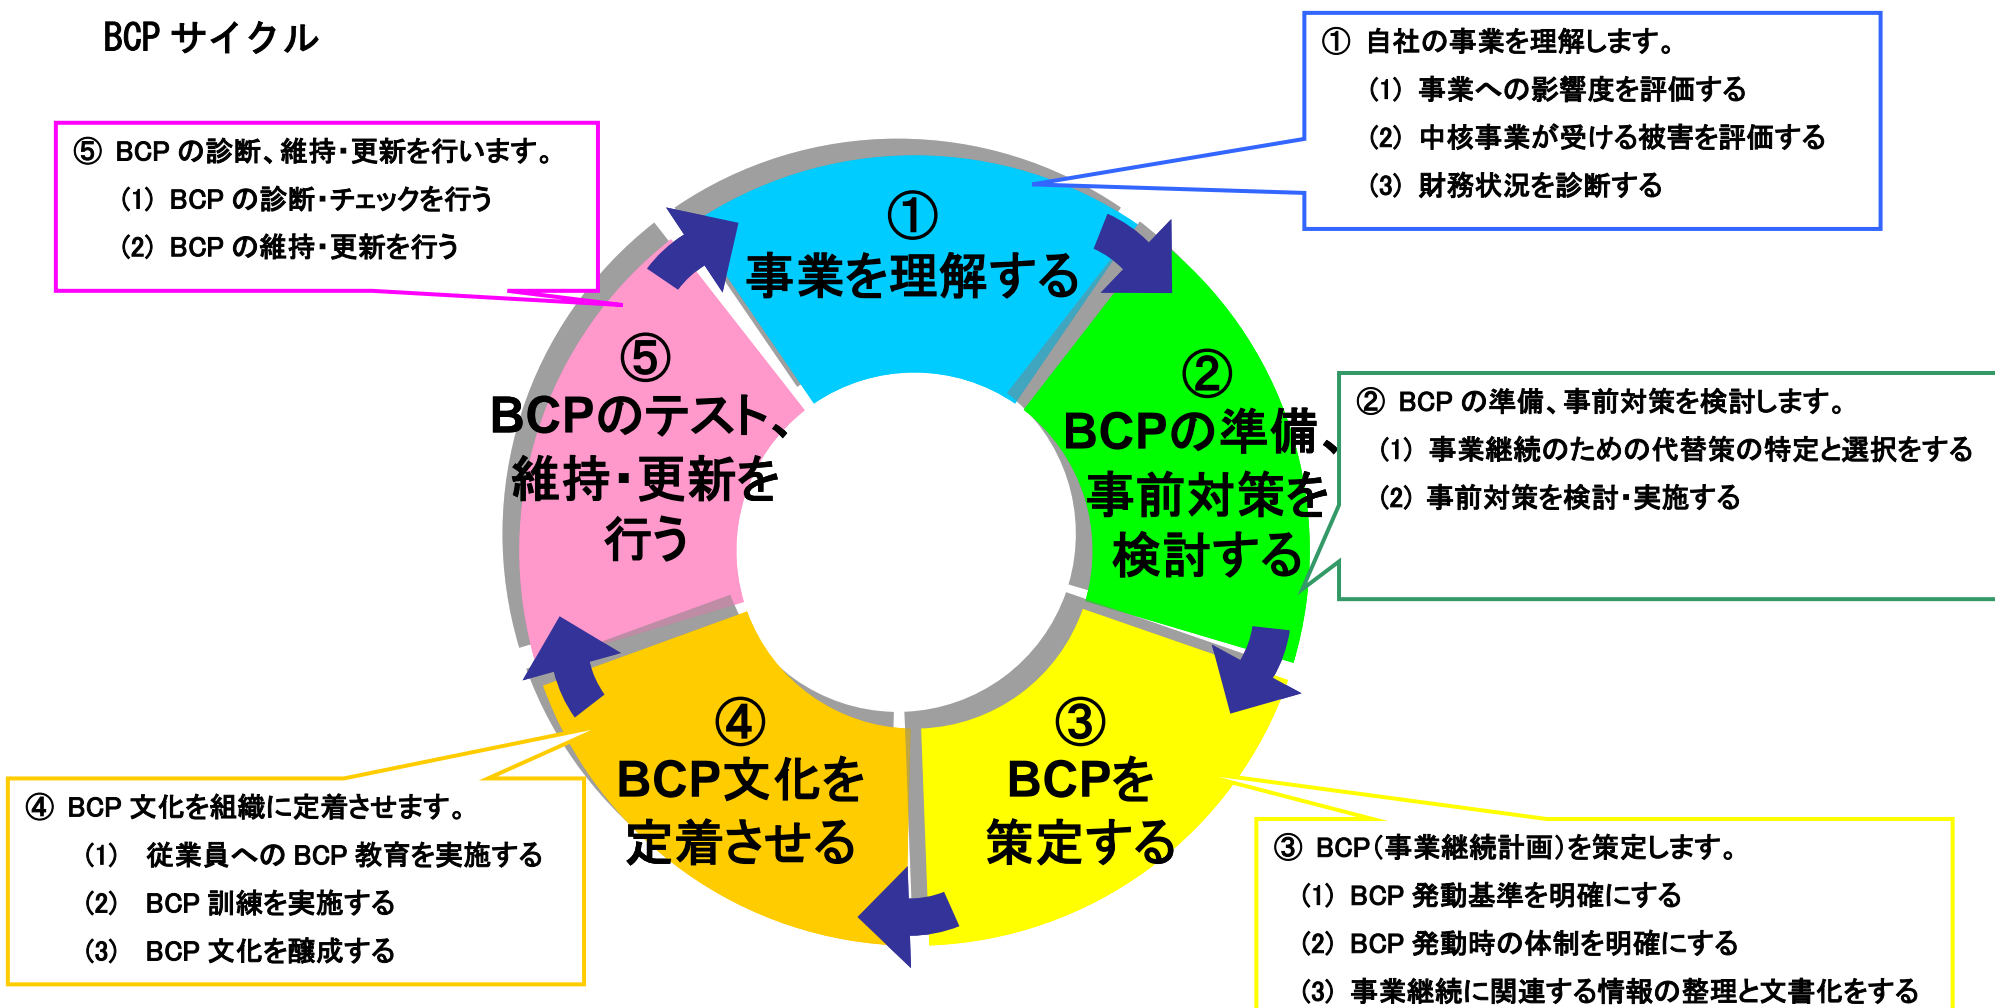 BCP サイクル
① 自社の事業を理解します。
(1) 事業への影響度を評価する
(2) 中核事業が受ける被害を評価する
(3) 財務状況を診断する
⑤ BCP の診断、維持・更新を行います。
(1) BCP の診断・チェックを行う
(2) BCP の維持・更新を行う
①
事業を理解する
②
BCPの準備、
事前対策を
検討する
② BCP の準備、事前対策を検討します。
(1) 事業継続のための代替策の特定と選択をする
(2) 事前対策を検討・実施する
⑤
BCPのテスト、
維持・更新を
行う
④
BCP文化を
定着させる
③
BCPを
策定する
④ BCP 文化を組織に定着させます。
(1) 従業員への BCP 教育を実施する
(2) BCP 訓練を実施する
(3) BCP 文化を醸成する
③ BCP(事業継続計画)を策定します。
(1) BCP 発動基準を明確にする
(2) BCP 発動時の体制を明確にする
(3) 事業継続に関連する情報の整理と文書化をする